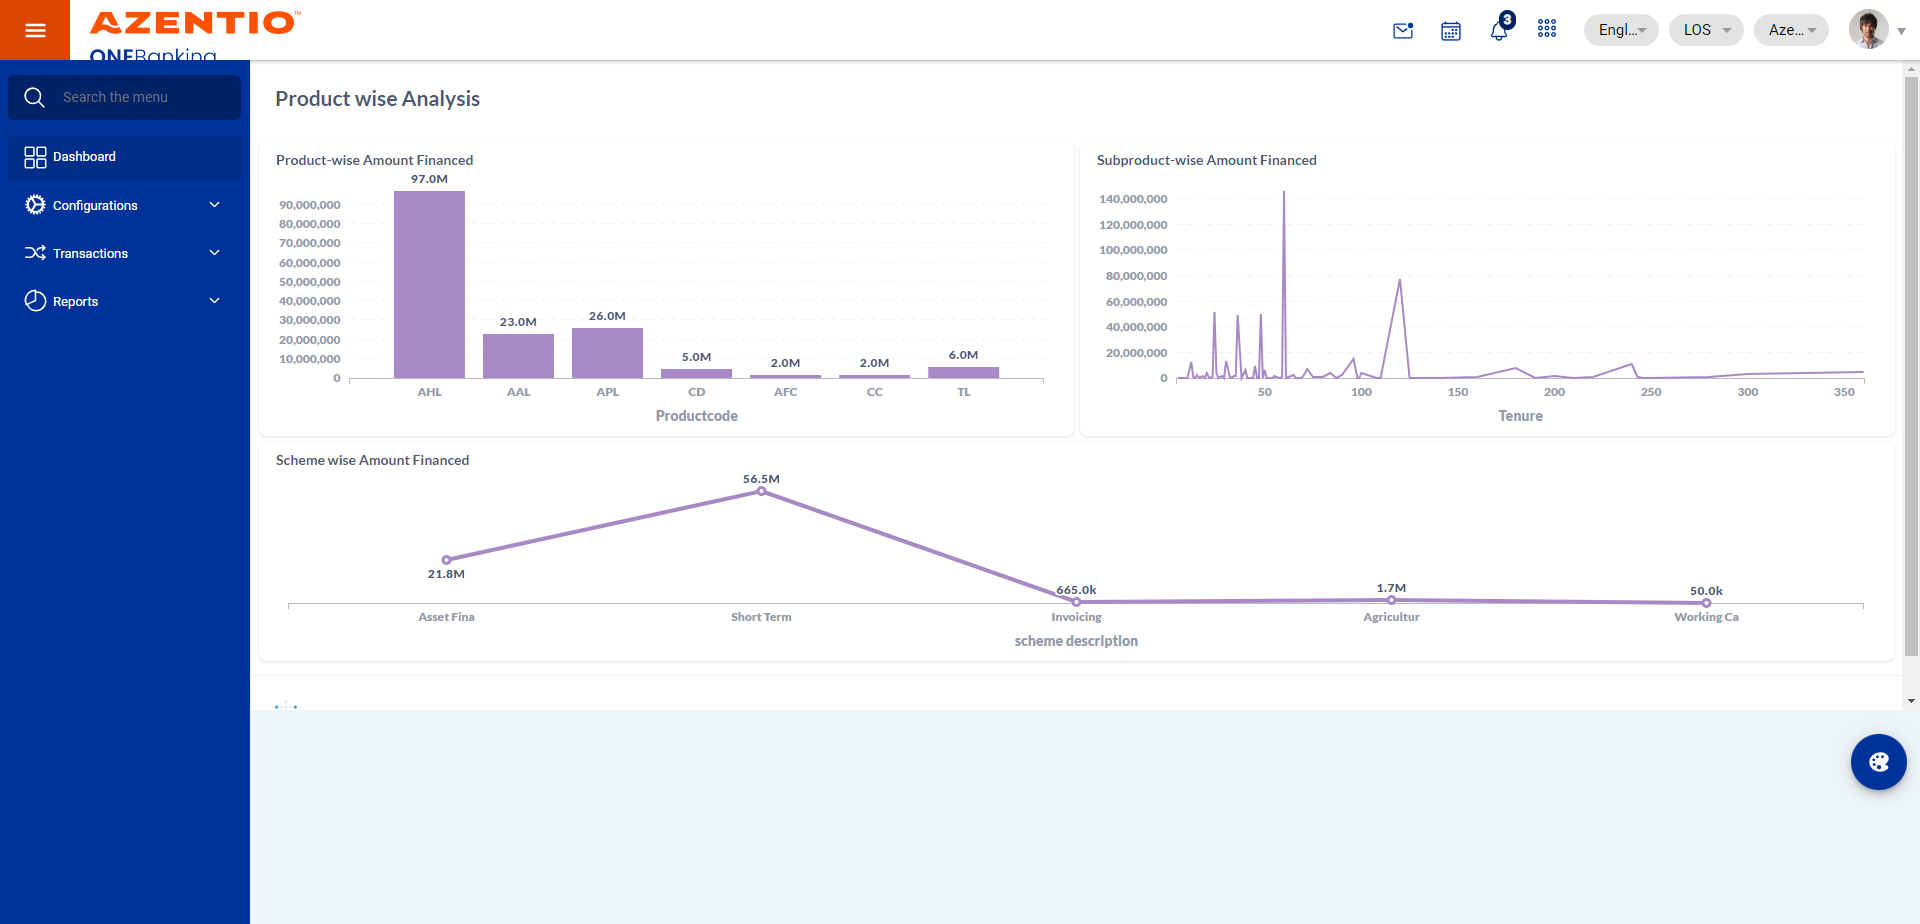 AZENTIO™
ONEBanking
3
Engl...
LOS
Aze...
Search the menu
Dashboard
Configurations
Transactions
Reports
Product wise Analysis
Product-wise Amount Financed
97.0M
90,000,000
80,000,000
70,000,000
60,000,000
50,000,000
40,000,000
30,000,000
20,000,000
10,000,000
0
23.0M
26.0M
5.0M
2.0M
2.0M
6.0M
AHL
AAL
APL
CD
AFC
CC
TL
Productcode
Subproduct-wise Amount Financed
140,000,000
120,000,000
100,000,000
80,000,000
60,000,000
40,000,000
20,000,000
0
50
100
150
200
250
300
350
Tenure
Scheme wise Amount Financed
56.5M
21.8M
665.0k
1.7M
50.0k
Asset Fina
Short Term
Invoicing
Agricultur
Working Ca
scheme description